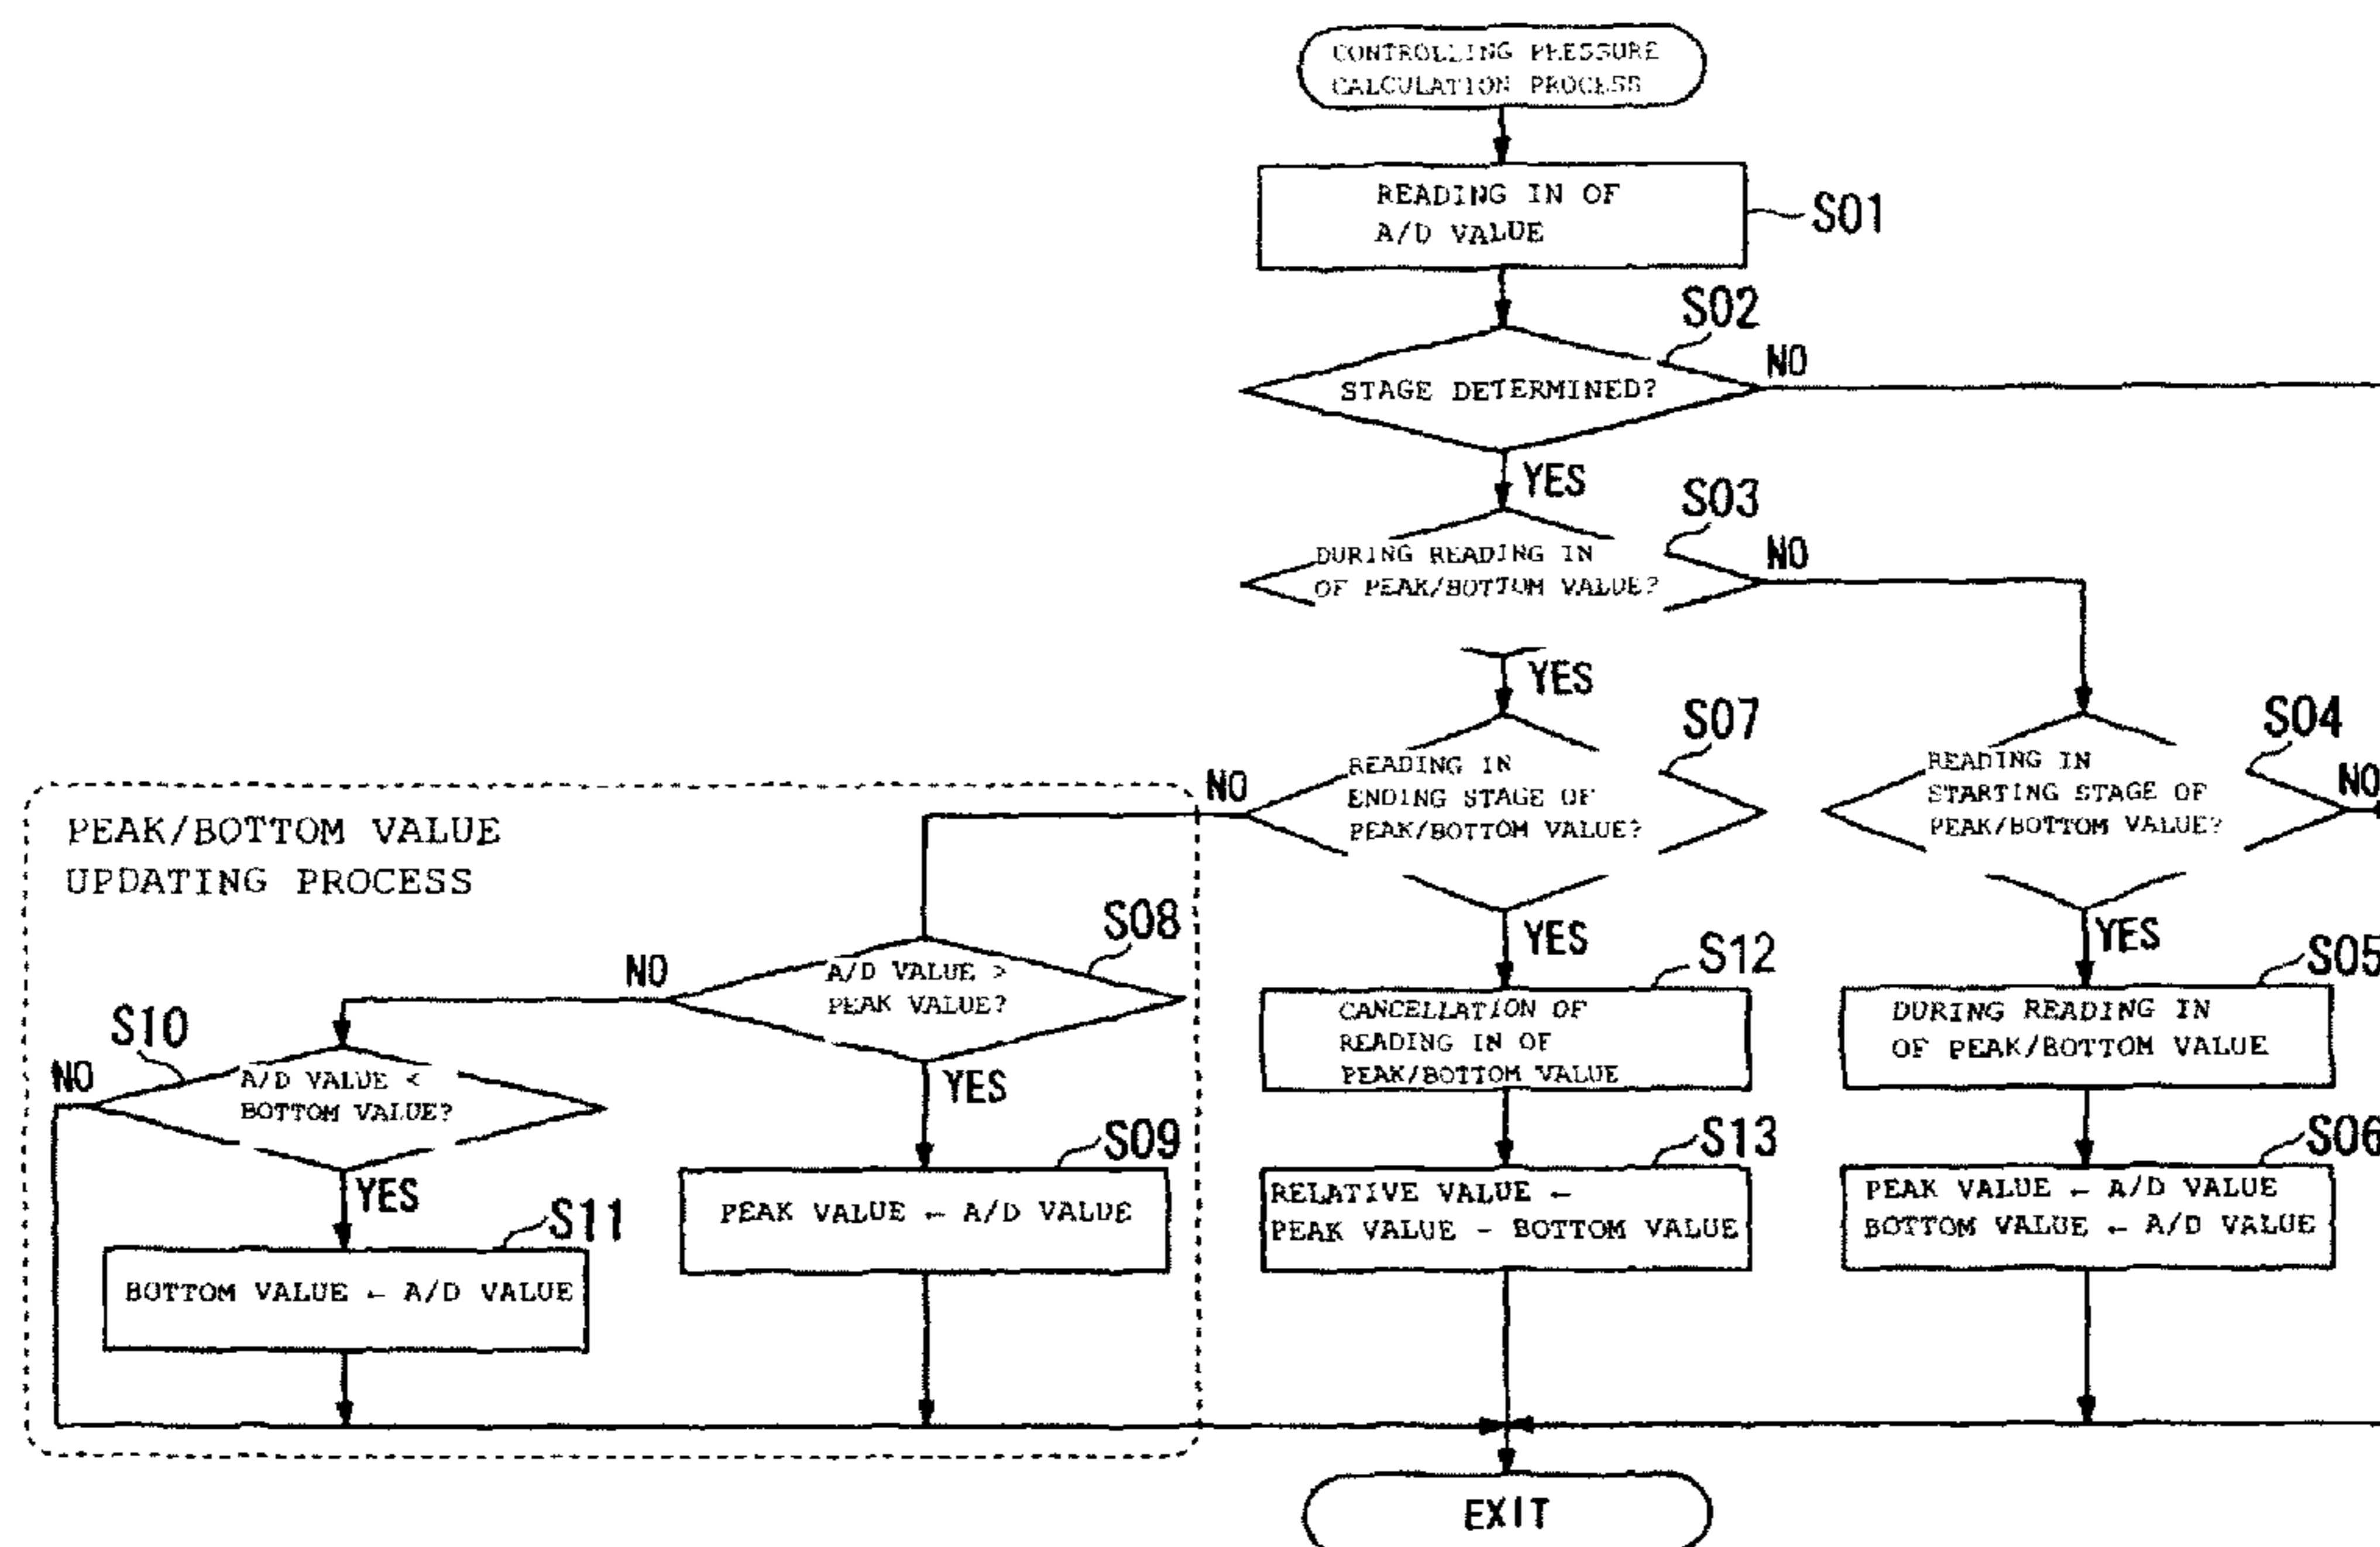 CONTROLLING PRESSURE
CALCULATION PROCESS
READING IN OF
A/D VALUE
S01
S02
STAGE DETERMINED?
NO
YES
S03
DURING READING IN
OF PEAK/BOTTOM VALUE?
NO
YES
S07
READING IN
ENDING STAGE OF
PEAK/BOTTOM VALUE?
NO
YES
S04
READING IN
STARTING STAGE OF
PEAK/BOTTOM VALUE?
NO
YES
PEAK/BOTTOM VALUE
UPDATING PROCESS
S08
A/D VALUE >
PEAK VALUE?
NO
YES
S12
CANCELLATION OF
READING IN OF
PEAK/BOTTOM VALUE
S05
DURING READING IN
OF PEAK/BOTTOM VALUE
S10
A/D VALUE <
BOTTOM VALUE?
NO
YES
S09
PEAK VALUE ← A/D VALUE
S13
RELATIVE VALUE ←
PEAK VALUE - BOTTOM VALUE
S06
PEAK VALUE ← A/D VALUE
BOTTOM VALUE ← A/D VALUE
S11
BOTTOM VALUE ← A/D VALUE
EXIT